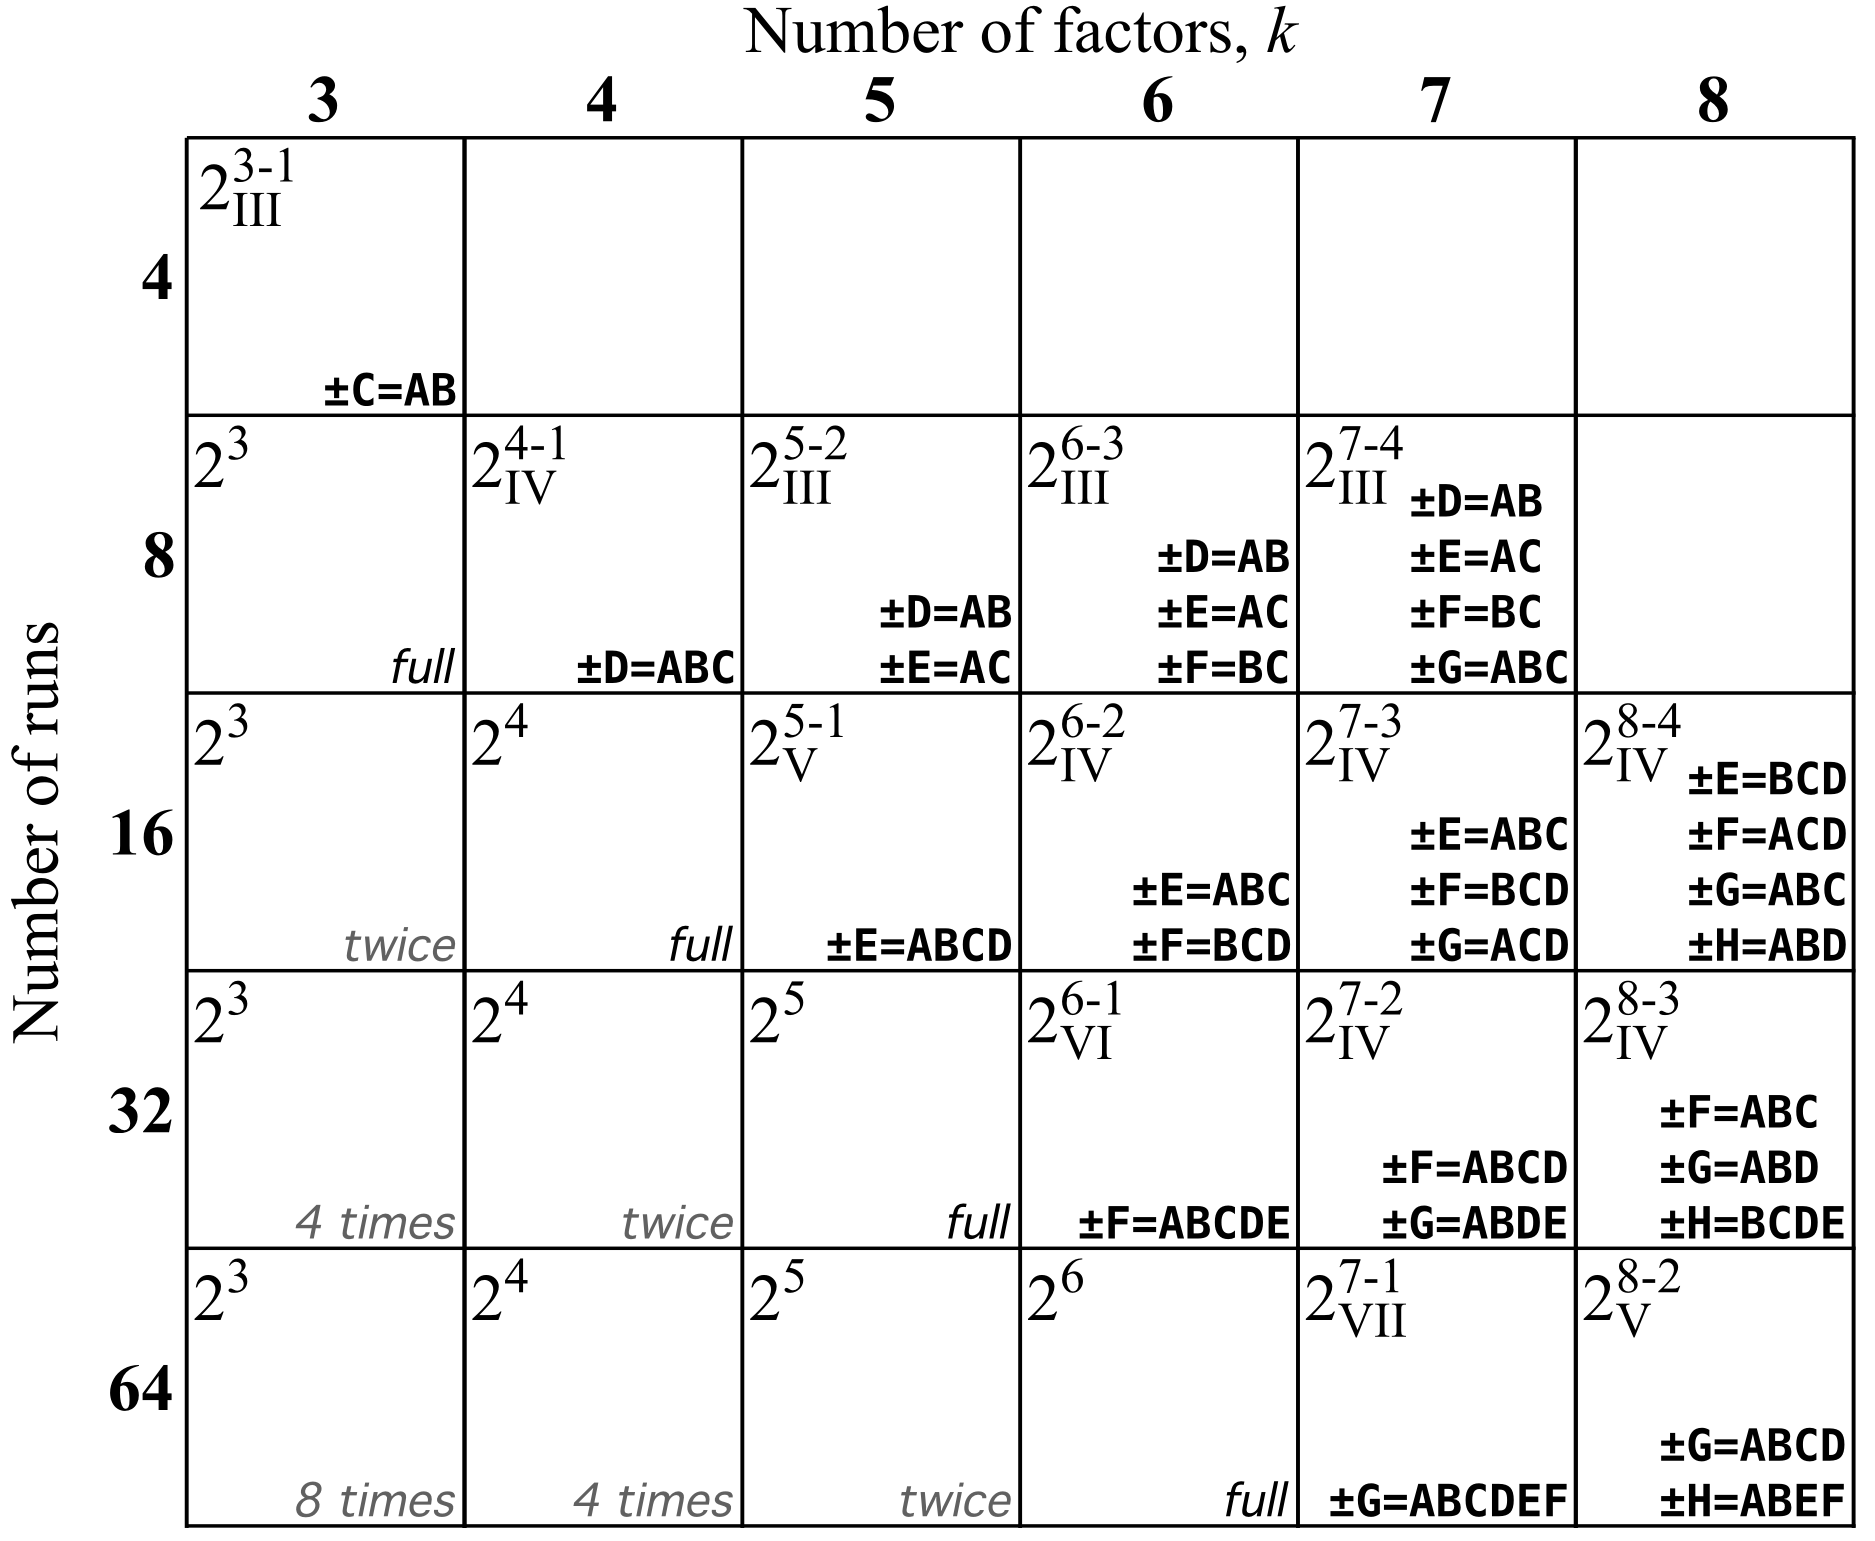 Number of factors, k
3 4 5 6 7 8
Number of runs
4
2^{3-1}_{III}
±C=AB
8
2^3
full
2^{4-1}_{IV}
±D=ABC
2^{5-2}_{III}
±D=AB
±E=AC
2^{6-3}_{III}
±D=AB
±E=AC
±F=BC
2^{7-4}_{III}
±D=AB
±E=AC
±F=BC
±G=ABC
16
2^3
twice
2^4
full
2^{5-1}_{V}
±E=ABCD
2^{6-2}_{IV}
±E=ABC
±F=BCD
2^{7-3}_{IV}
±E=ABC
±F=BCD
±G=ACD
2^{8-4}_{IV}
±E=BCD
±F=ACD
±G=ABC
±H=ABD
32
2^3
4 times
2^4
twice
2^5
full
2^{6-1}_{VI}
±F=ABCDE
2^{7-2}_{IV}
±F=ABCD
±G=ABDE
2^{8-3}_{IV}
±F=ABC
±G=ABD
±H=BCDE
64
2^3
8 times
2^4
4 times
2^5
twice
2^6
full
2^{7-1}_{VII}
±G=ABCDEF
2^{8-2}_{V}
±G=ABCD
±H=ABEF